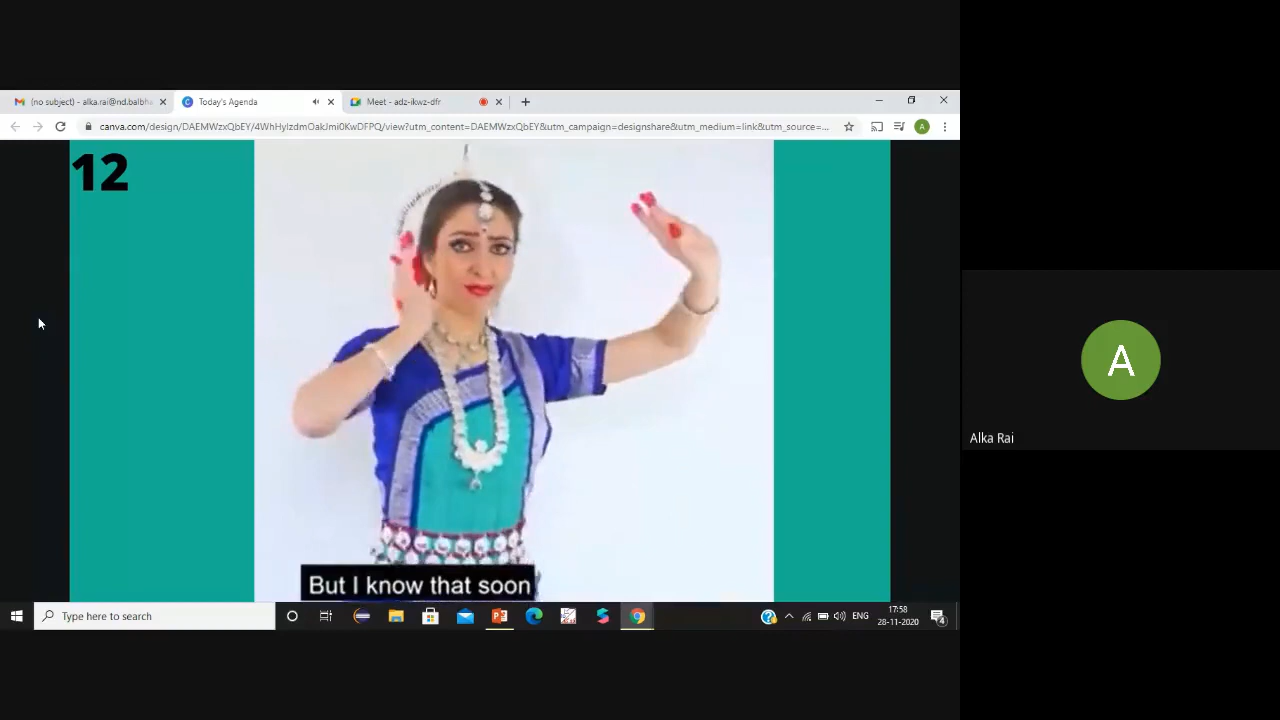 (no subject) - alka.rai@nd.balbha
Today's Agenda
Meet - adz-ikwz-dfr
canva.com/design/DAEMWzxQbEY/4WhHylzdmOakJmi0KwDFPQ/view?utm_content=DAEMWzxQbEY&utm_campaign=designshare&utm_medium=link&utm_source=...
A
12
A
Alka Rai
But I know that soon
Type here to search
ENG
17:58
28-11-2020
4